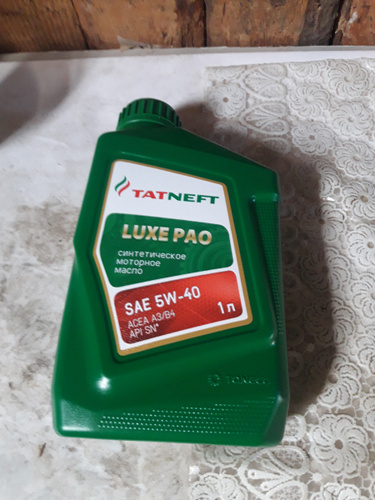 TATNEFT
LUXE PAO
синтетическое
моторное
масло
SAE 5W-40
ACEA A3/B4
API SN*
1 л